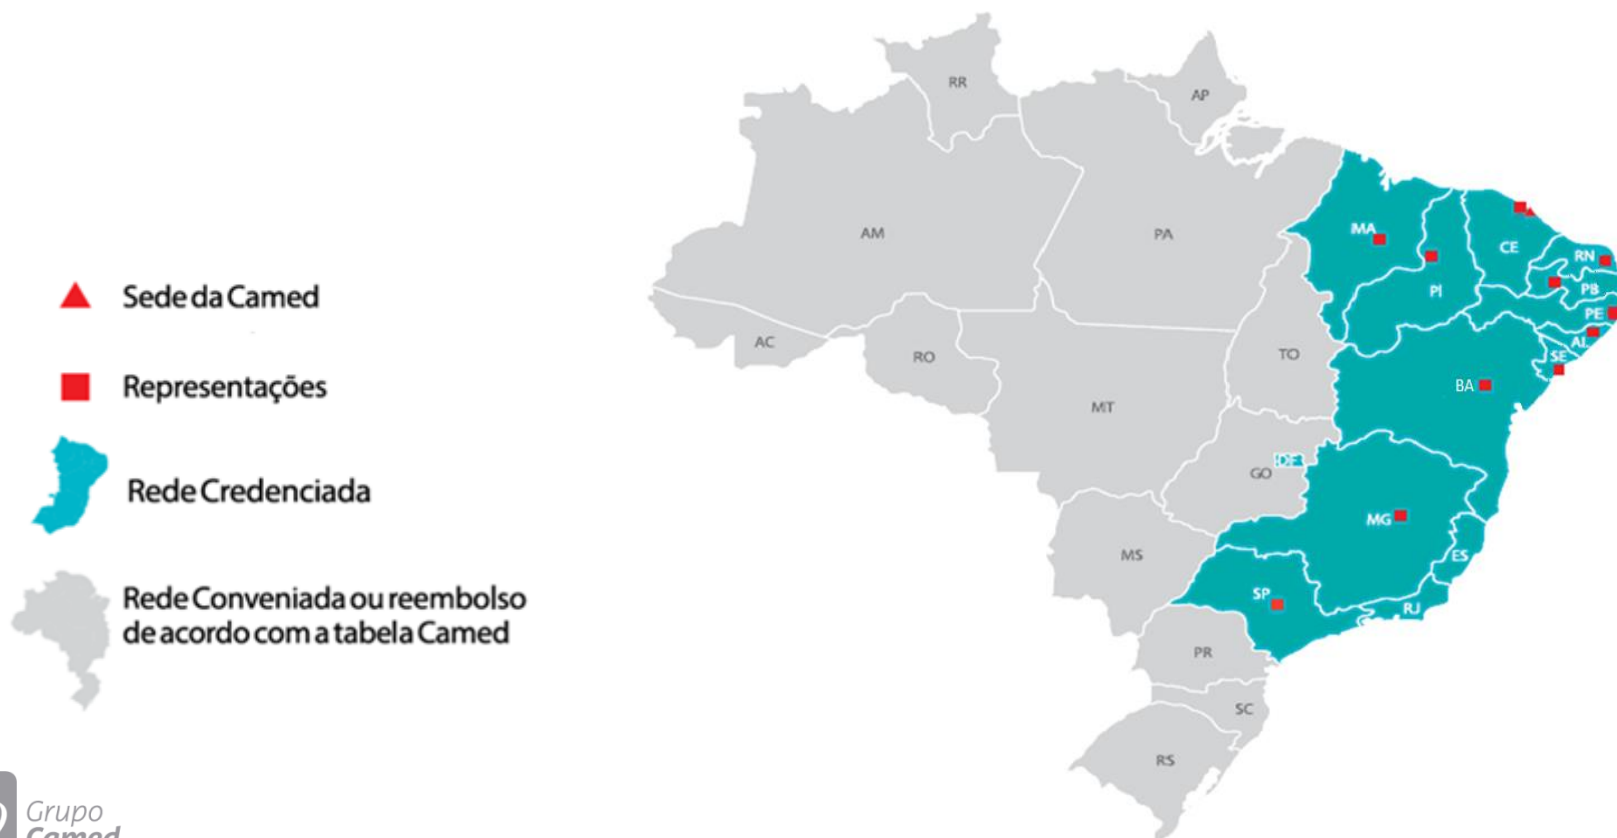 RR
AP
AM
PA
MA
CE
RN
PI
PB
PE
AC
RO
TO
AL
SE
MT
BA
GO
DF
MG
MS
ES
SP
RJ
PR
SC
RS
Sede da Camed
Representações
Rede Credenciada
Rede Conveniada ou reembolso
de acordo com a tabela Camed
Grupo
Camed